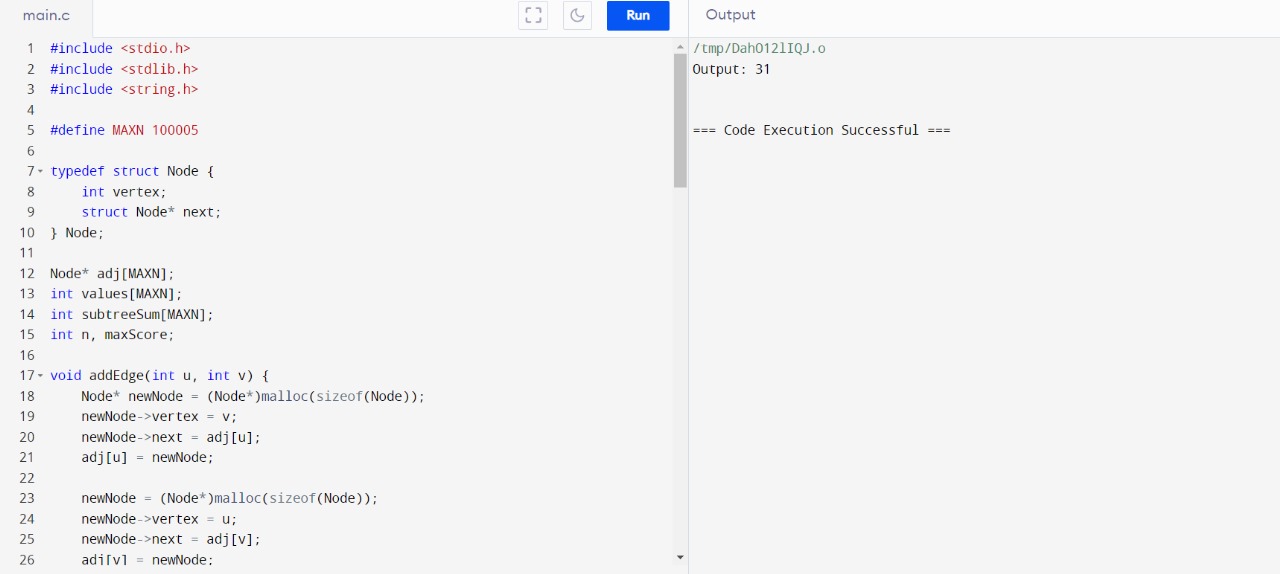 main.c
Run
Output
1 #include <stdio.h>
2 #include <stdlib.h>
3 #include <string.h>
4
5 #define MAXN 100005
6
7 typedef struct Node {
8     int vertex;
9     struct Node* next;
10 } Node;
11
12 Node* adj[MAXN];
13 int values[MAXN];
14 int subtreeSum[MAXN];
15 int n, maxScore;
16
17 void addEdge(int u, int v) {
18     Node* newNode = (Node*)malloc(sizeof(Node));
19     newNode->vertex = v;
20     newNode->next = adj[u];
21     adj[u] = newNode;
22
23     newNode = (Node*)malloc(sizeof(Node));
24     newNode->vertex = u;
25     newNode->next = adj[v];
26     adj[v] = newNode;
/tmp/DahO12lIQJ.o
Output: 31
=== Code Execution Successful ===